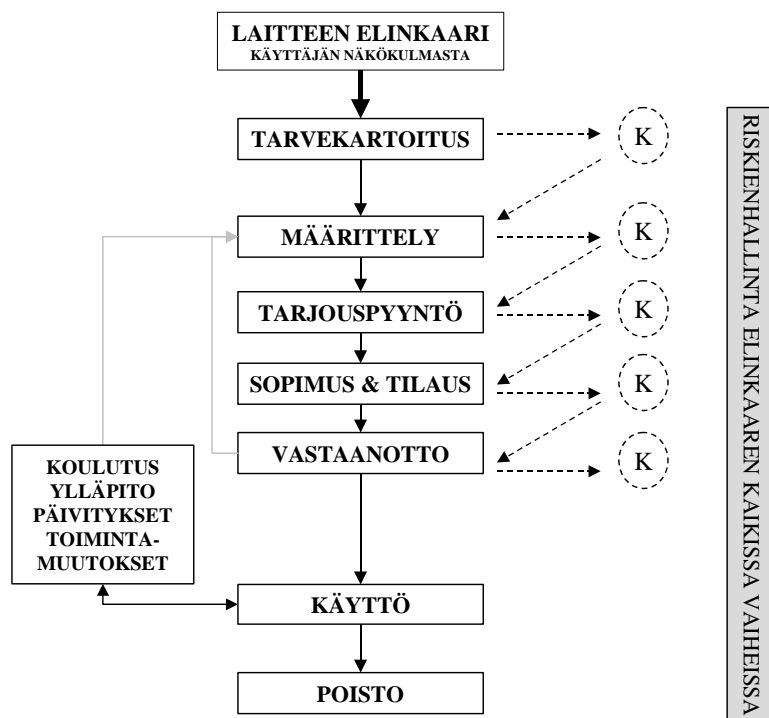 LAITTEEN ELINKAARI
KÄYTTÄJÄN NÄKÖKULMASTA
TARVEKARTOITUS
K
MÄÄRITTELY
K
TARJOUSPYYNTÖ
K
SOPIMUS & TILAUS
K
VASTAANOTTO
K
KOULUTUS
YLLÄPITO
PÄIVITYKSET
TOIMINTA-
MUUTOKSET
KÄYTTÖ
POISTO
RISKIENHALLINTA ELINKAAREN KAIKISSA VAIHEISSA